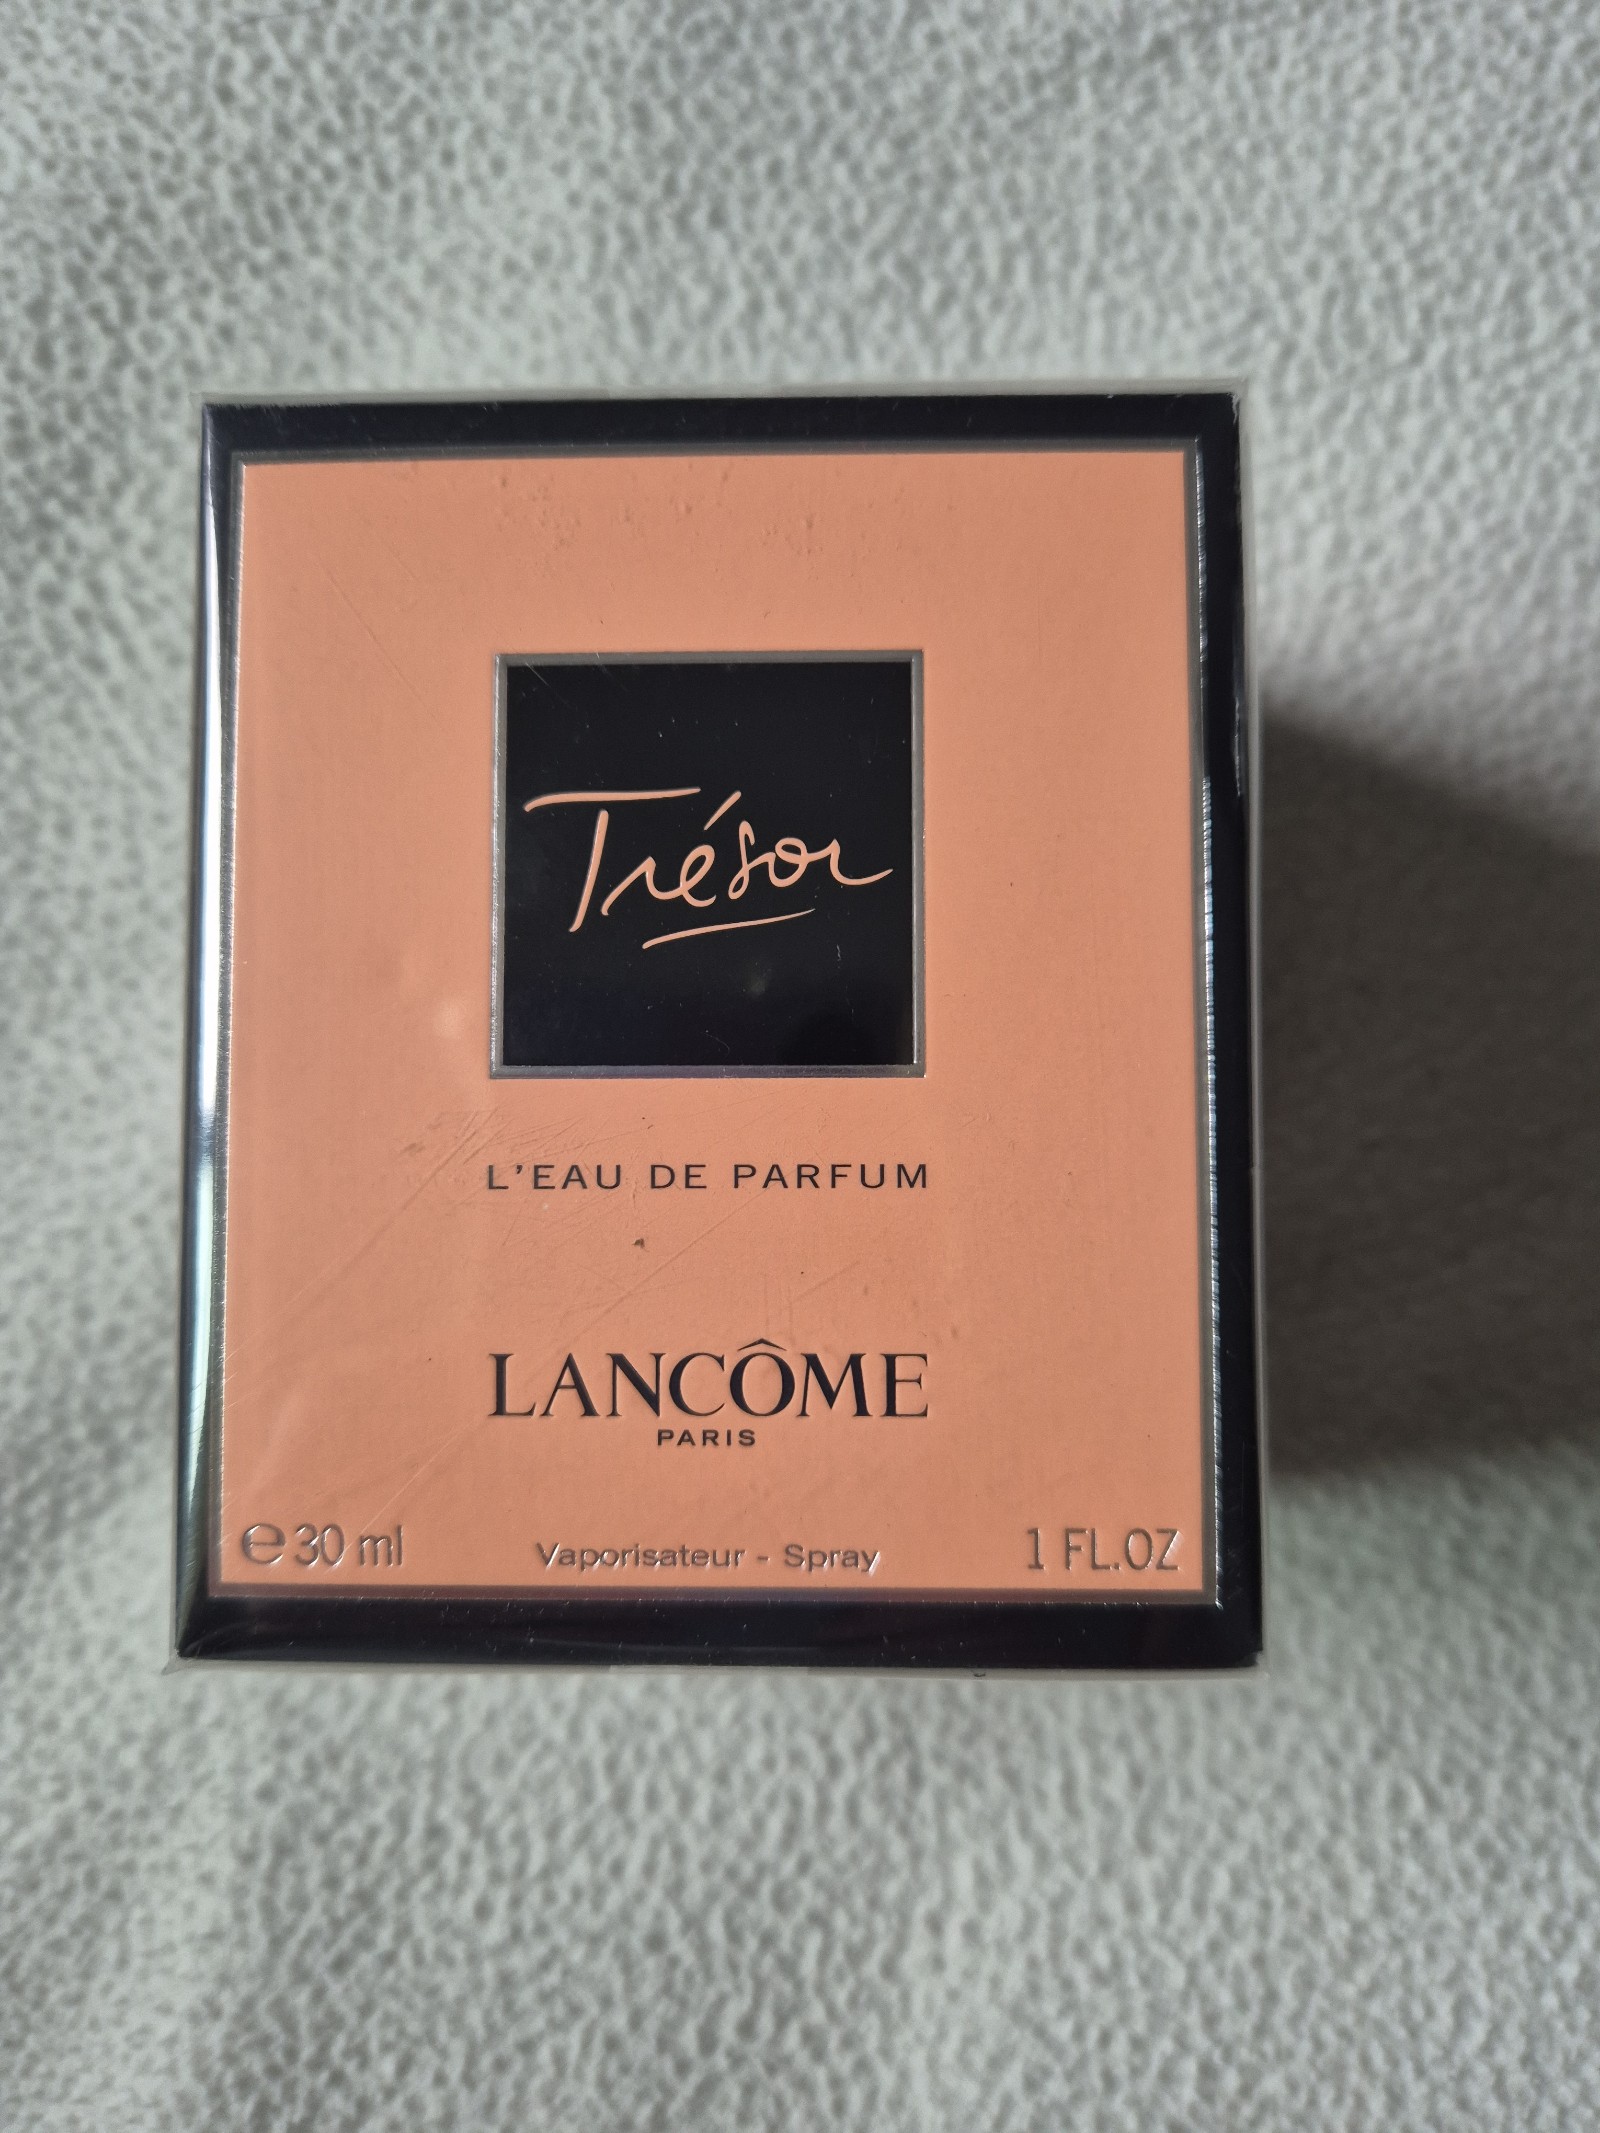 Trésor
L'EAU DE PARFUM
LANCÔME
PARIS
℮30 ml Vaporisateur - Spray 1 FL.OZ